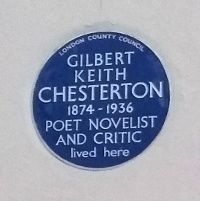 LONDON COUNTY COUNCIL
GILBERT
KEITH
CHESTERTON
1874-1936
POET NOVELIST
AND CRITIC
lived here